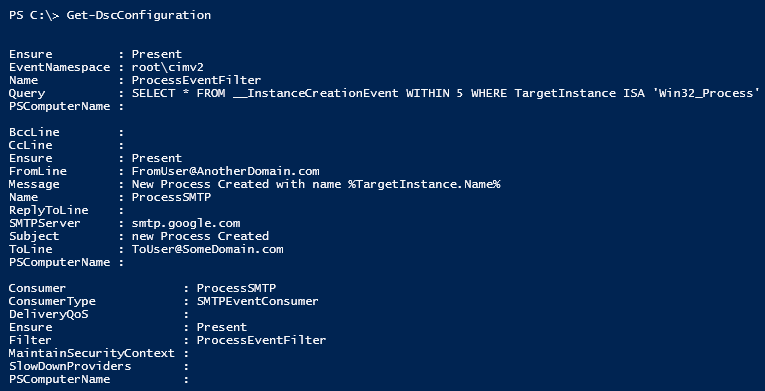 PS C:\> Get-DscConfiguration
Ensure : Present
EventNamespace : root\cimv2
Name : ProcessEventFilter
Query : SELECT * FROM __InstanceCreationEvent WITHIN 5 WHERE TargetInstance ISA 'Win32_Process'
PSComputerName :
BccLine :
CcLine :
Ensure : Present
FromLine : FromUser@AnotherDomain.com
Message : New Process Created with name %TargetInstance.Name%
Name : ProcessSMTP
ReplyToLine :
SMTPServer : smtp.google.com
Subject : new Process Created
ToLine : ToUser@SomeDomain.com
PSComputerName :
Consumer : ProcessSMTP
ConsumerType : SMTPEventConsumer
DeliveryQoS :
Ensure : Present
Filter : ProcessEventFilter
MaintainSecurityContext :
SlowDownProviders :
PSComputerName :